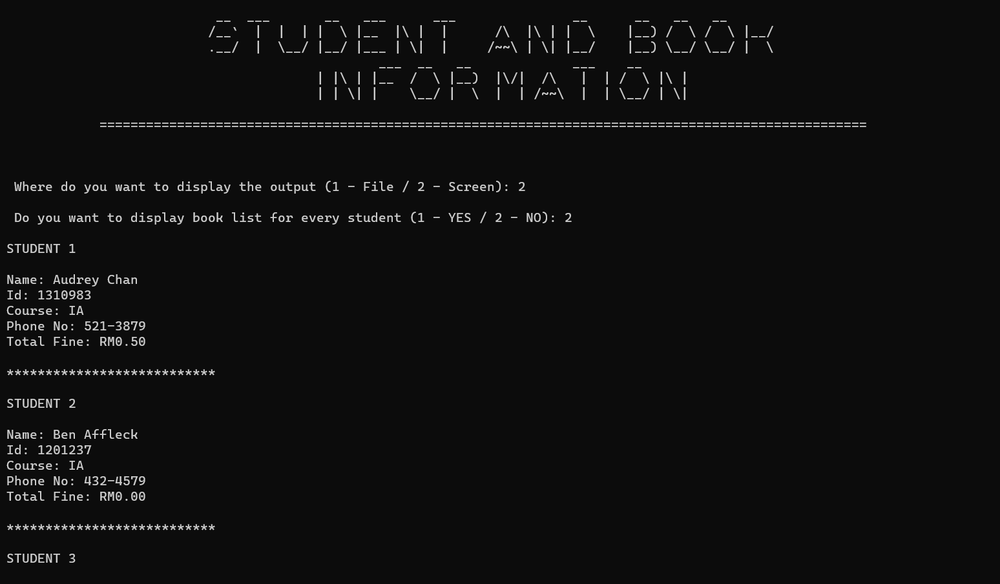 STUDENT AND BOOK
INFORMATION
===================================================================================================
Where do you want to display the output (1 - File / 2 - Screen): 2
Do you want to display book list for every student (1 - YES / 2 - NO): 2
STUDENT 1
Name: Audrey Chan
Id: 1310983
Course: IA
Phone No: 521-3879
Total Fine: RM0.50
***************************
STUDENT 2
Name: Ben Affleck
Id: 1201237
Course: IA
Phone No: 432-4579
Total Fine: RM0.00
***************************
STUDENT 3